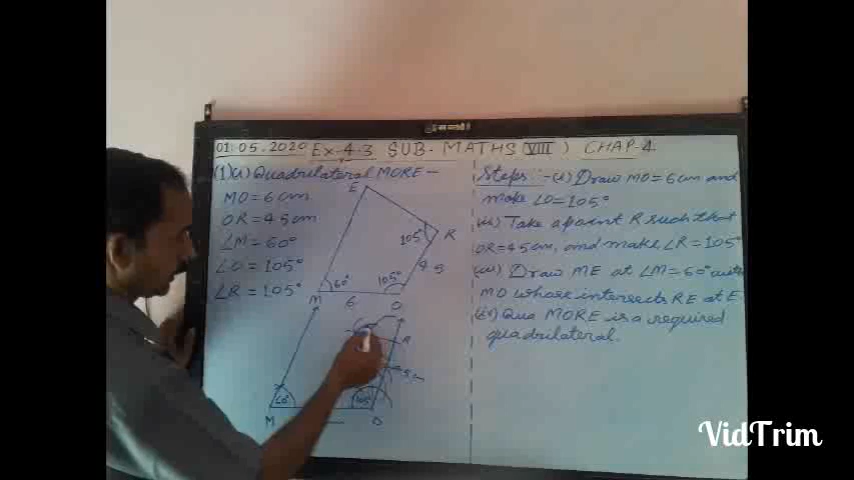 01.05.2020 Ex-4.3 SUB- MATHS (VIII) CHAP-4
(1)(i) Quadrilateral MORE -
MO = 6 cm
OR = 4.5 cm
∠M = 60°
∠O = 105°
∠R = 105°
E
105°
R
4.5
60°
105°
M
6
O
R
60°
105°
M
O
Steps :- (i) Draw MO = 6 cm and
make ∠O = 105°
(ii) Take a point R such that
OR = 4.5 cm, and make ∠R = 105°
(iii) Draw ME at ∠M = 60°
MO whose intersects RE at E
(iv) Qua MORE is a required
quadrilateral.
VidTrim